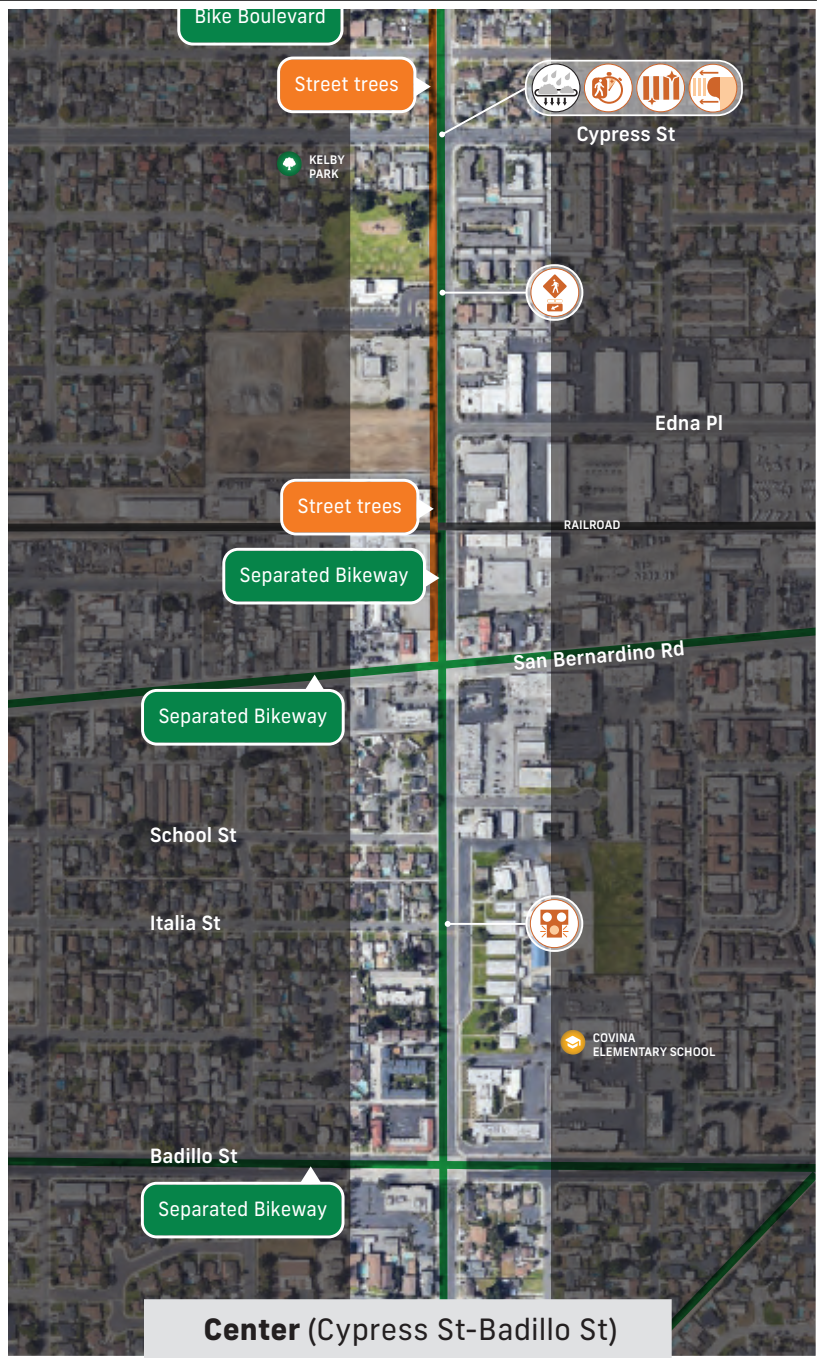 Bike Boulevard
Street trees
Cypress St
KELBY
PARK
Edna Pl
Street trees
RAILROAD
Separated Bikeway
San Bernardino Rd
Separated Bikeway
School St
Italia St
COVINA
ELEMENTARY SCHOOL
Badillo St
Separated Bikeway
Center (Cypress St-Badillo St)